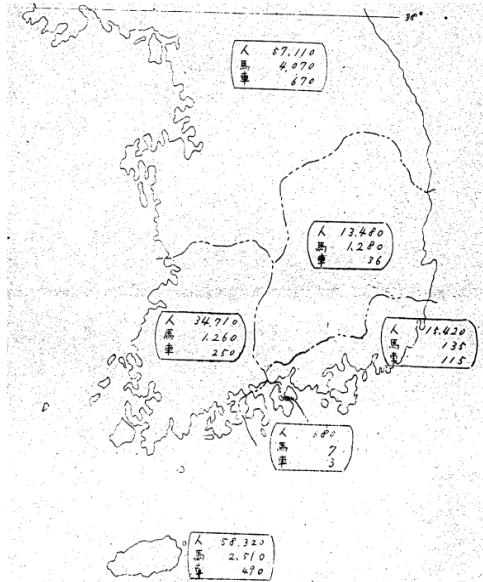 38°
人 57.110
馬 4.070
車 670
人 13.480
馬 1.280
車 36
人 34.710
馬 1.260
車 250
人 15.420
馬 135
車 115
人 680
馬 7
車 3
人 58.320
馬 2.510
車 490